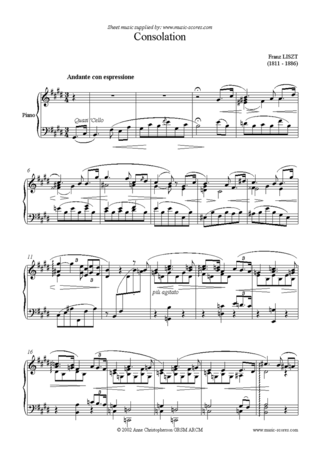 Sheet music supplied by: www.music-scores.com
Consolation
Franz LISZT
(1811 - 1886)
Andante con espressione
Piano
Quasi 'Cello
6
11
più agitato
16
© 2002 Anne Christopherson GRSM ARCM
www.music-scores.com